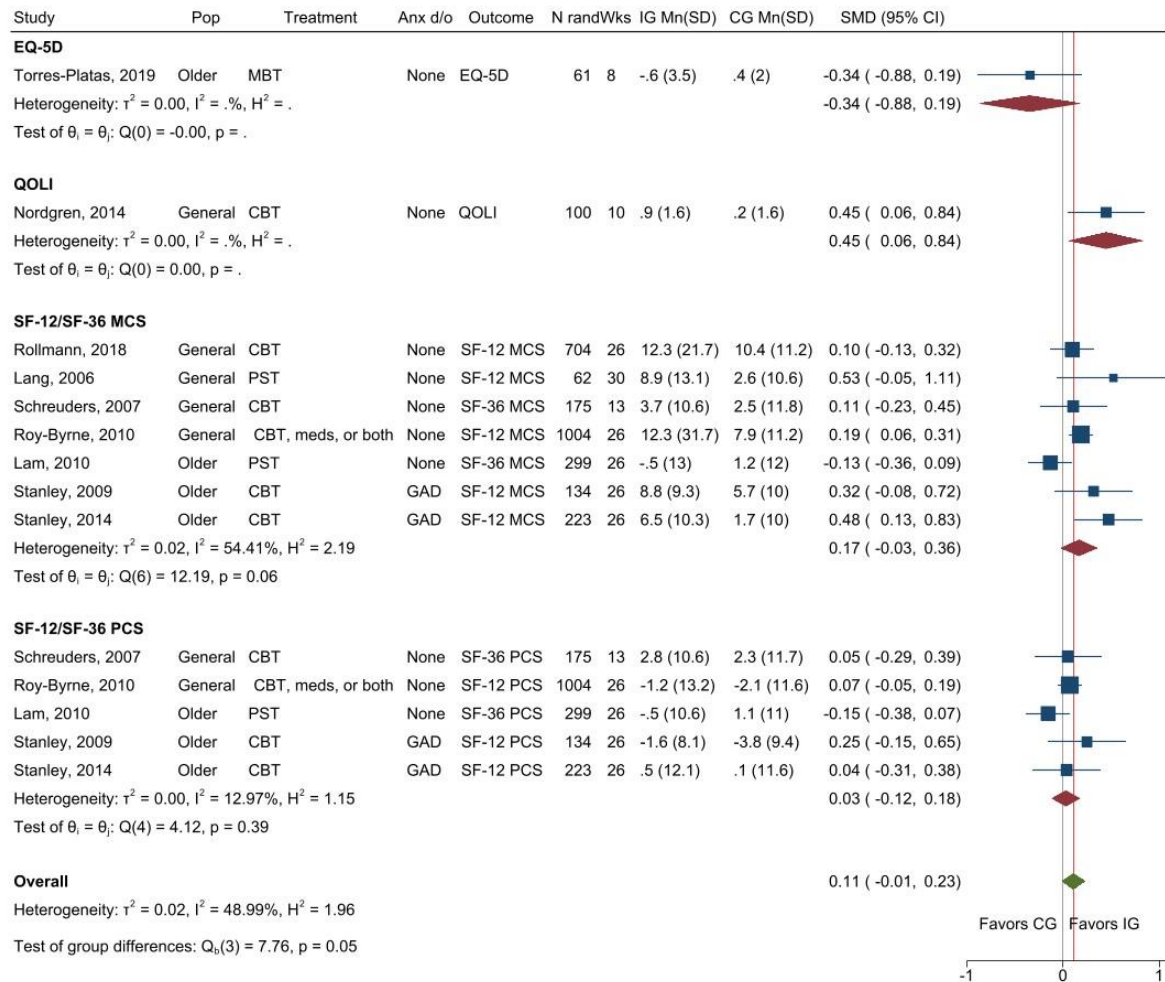 Study Pop Treatment Anx d/o Outcome N rand Wks IG Mn(SD) CG Mn(SD) SMD (95% CI)
EQ-5D
Torres-Platas, 2019 Older MBT None EQ-5D 61 8 -.6 (3.5) .4 (2) -0.34 ( -0.88, 0.19)
Heterogeneity: τ² = 0.00, I² = .%, H² = . -0.34 ( -0.88, 0.19)
Test of θᵢ = θⱼ: Q(0) = -0.00, p = .
QOLI
Nordgren, 2014 General CBT None QOLI 100 10 .9 (1.6) .2 (1.6) 0.45 ( 0.06, 0.84)
Heterogeneity: τ² = 0.00, I² = .%, H² = . 0.45 ( 0.06, 0.84)
Test of θᵢ = θⱼ: Q(0) = 0.00, p = .
SF-12/SF-36 MCS
Rollmann, 2018 General CBT None SF-12 MCS 704 26 12.3 (21.7) 10.4 (11.2) 0.10 ( -0.13, 0.32)
Lang, 2006 General PST None SF-12 MCS 62 30 8.9 (13.1) 2.6 (10.6) 0.53 ( -0.05, 1.11)
Schreuders, 2007 General CBT None SF-36 MCS 175 13 3.7 (10.6) 2.5 (11.8) 0.11 ( -0.23, 0.45)
Roy-Byrne, 2010 General CBT, meds, or both None SF-12 MCS 1004 26 12.3 (31.7) 7.9 (11.2) 0.19 ( 0.06, 0.31)
Lam, 2010 Older PST None SF-36 MCS 299 26 -.5 (13) 1.2 (12) -0.13 ( -0.36, 0.09)
Stanley, 2009 Older CBT GAD SF-12 MCS 134 26 8.8 (9.3) 5.7 (10) 0.32 ( -0.08, 0.72)
Stanley, 2014 Older CBT GAD SF-12 MCS 223 26 6.5 (10.3) 1.7 (10) 0.48 ( 0.13, 0.83)
Heterogeneity: τ² = 0.02, I² = 54.41%, H² = 2.19 0.17 ( -0.03, 0.36)
Test of θᵢ = θⱼ: Q(6) = 12.19, p = 0.06
SF-12/SF-36 PCS
Schreuders, 2007 General CBT None SF-36 PCS 175 13 2.8 (10.6) 2.3 (11.7) 0.05 ( -0.29, 0.39)
Roy-Byrne, 2010 General CBT, meds, or both None SF-12 PCS 1004 26 -1.2 (13.2) -2.1 (11.6) 0.07 ( -0.05, 0.19)
Lam, 2010 Older PST None SF-36 PCS 299 26 -.5 (10.6) 1.1 (11) -0.15 ( -0.38, 0.07)
Stanley, 2009 Older CBT GAD SF-12 PCS 134 26 -1.6 (8.1) -3.8 (9.4) 0.25 ( -0.15, 0.65)
Stanley, 2014 Older CBT GAD SF-12 PCS 223 26 .5 (12.1) .1 (11.6) 0.04 ( -0.31, 0.38)
Heterogeneity: τ² = 0.00, I² = 12.97%, H² = 1.15 0.03 ( -0.12, 0.18)
Test of θᵢ = θⱼ: Q(4) = 4.12, p = 0.39
Overall 0.11 ( -0.01, 0.23)
Heterogeneity: τ² = 0.02, I² = 48.99%, H² = 1.96
Favors CG Favors IG
Test of group differences: Q_b(3) = 7.76, p = 0.05
-1 0 1